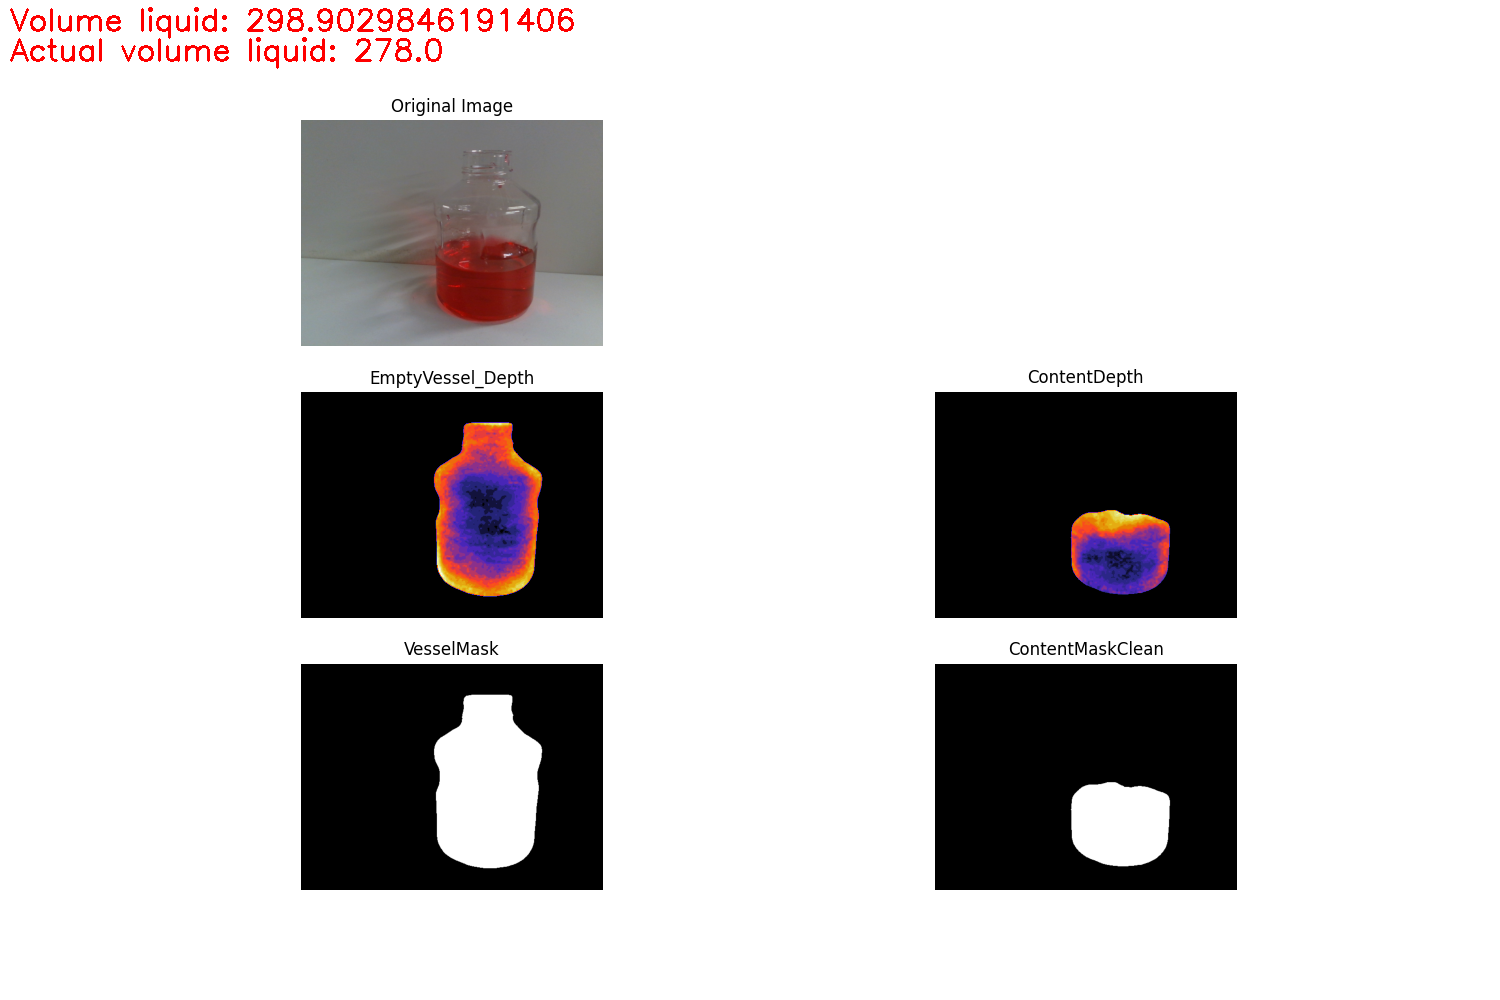 Volume liquid: 298.9029846191406
Actual volume liquid: 278.0
Original Image
EmptyVessel_Depth
ContentDepth
VesselMask
ContentMaskClean